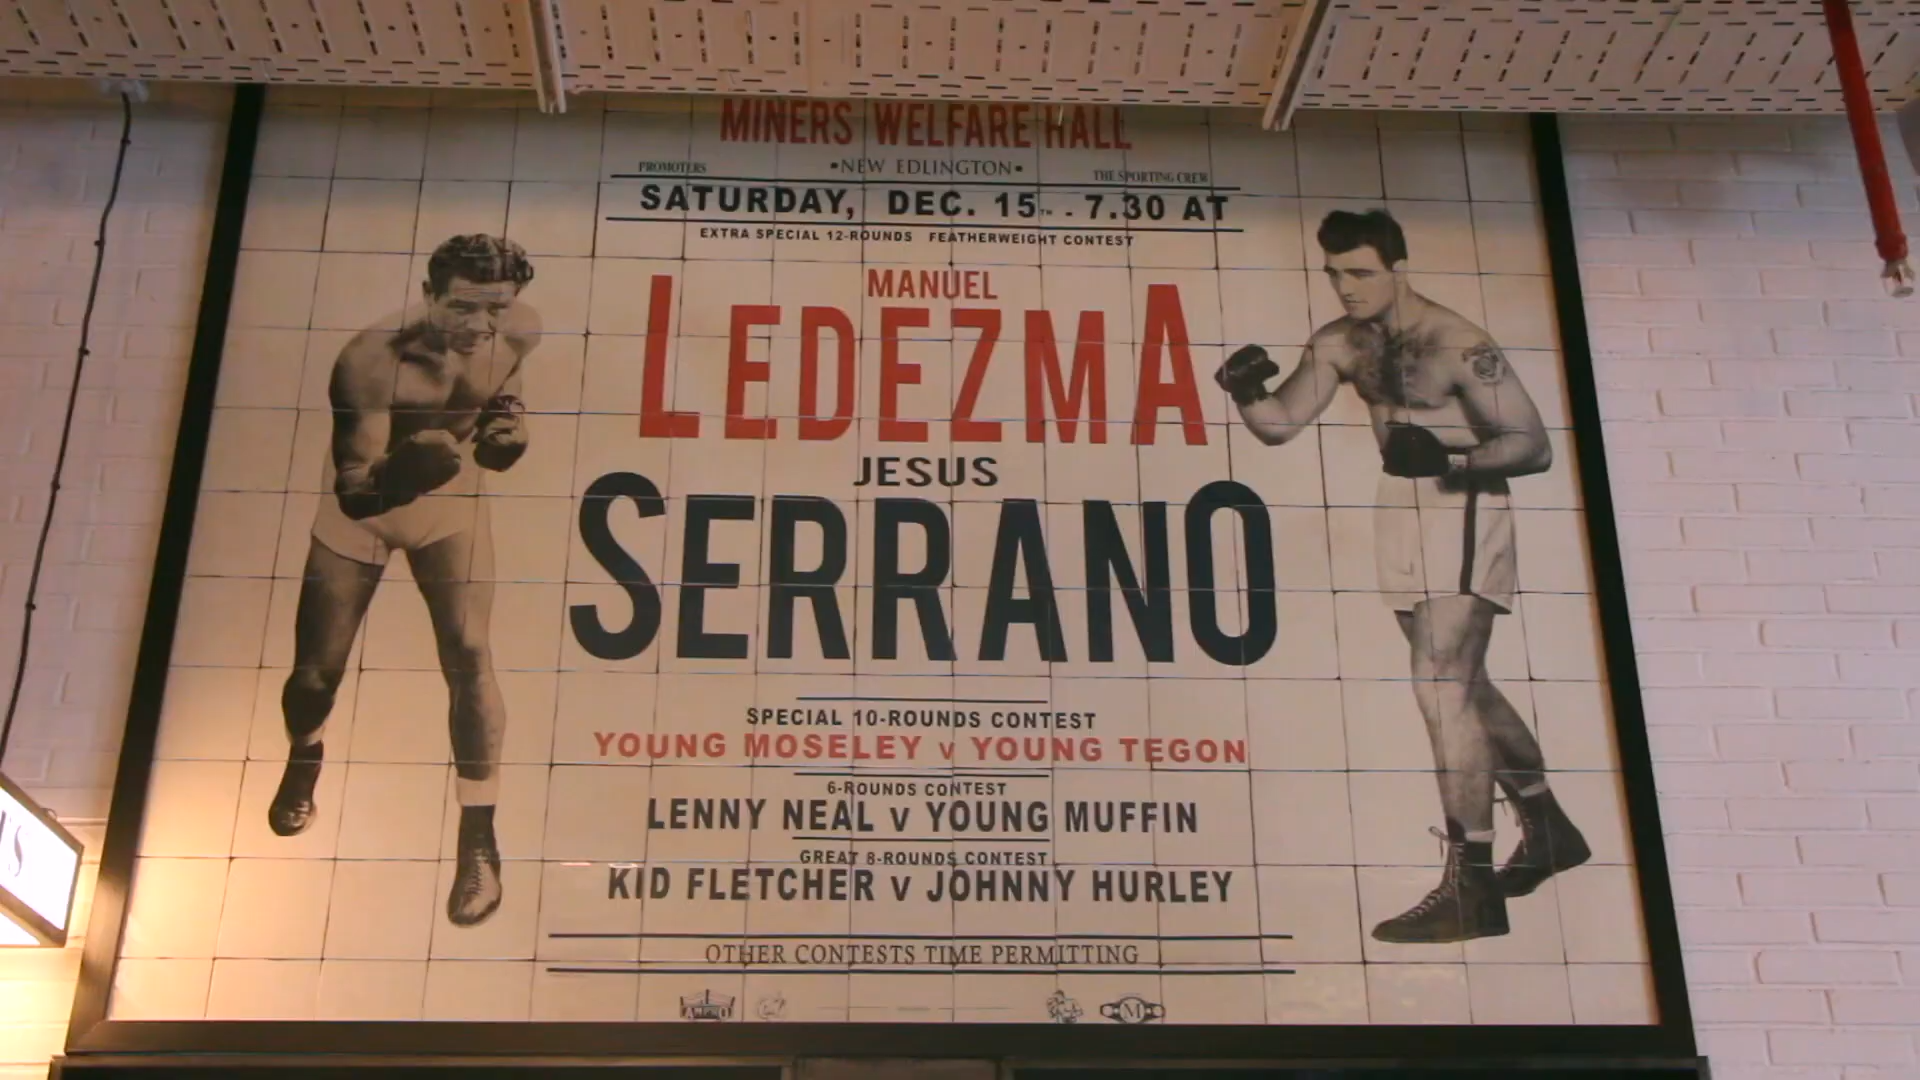 MINERS WELFARE HALL
PROMOTERS
•NEW EDLINGTON•
THE SPORTING CREW
SATURDAY, DEC. 15TH. - 7.30 AT
EXTRA SPECIAL 12-ROUNDS FEATHERWEIGHT CONTEST
MANUEL
LEDEZMA
JESUS
SERRANO
SPECIAL 10-ROUNDS CONTEST
YOUNG MOSELEY v YOUNG TEGON
6-ROUNDS CONTEST
LENNY NEAL v YOUNG MUFFIN
GREAT 8-ROUNDS CONTEST
KID FLETCHER v JOHNNY HURLEY
OTHER CONTESTS TIME PERMITTING